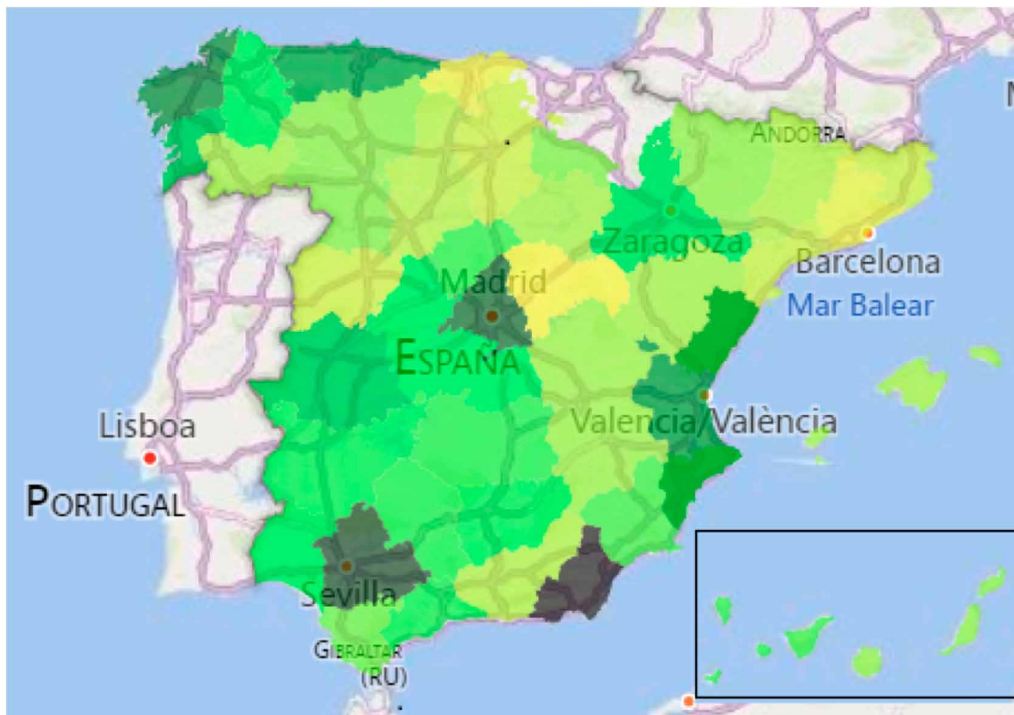 ANDORRA
Zaragoza
Barcelona
Madrid
Mar Balear
ESPAÑA
Lisboa
Valencia/València
PORTUGAL
Sevilla
GIBRALTAR
(RU)